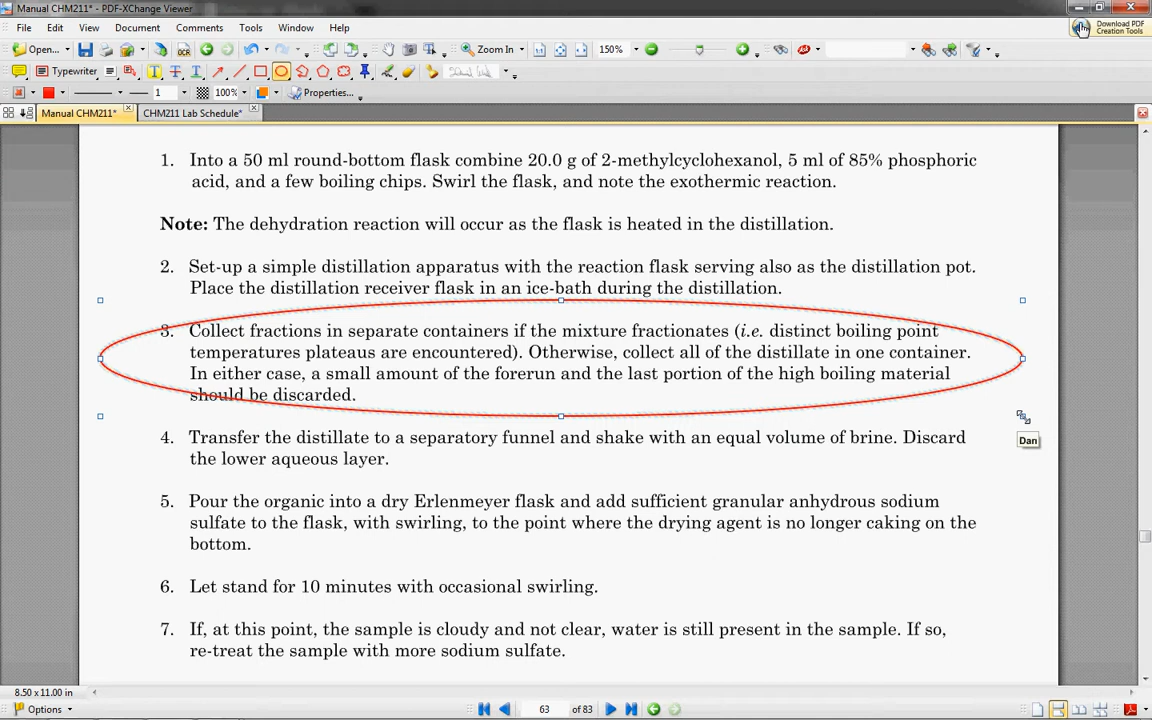 Manual CHM211* - PDF-XChange Viewer
File Edit View Document Comments Tools Window Help
Open... OCR Zoom In 150% Download PDF Creation Tools
Typewriter
1 100% Properties...
Manual CHM211* CHM211 Lab Schedule*
1. Into a 50 ml round-bottom flask combine 20.0 g of 2-methylcyclohexanol, 5 ml of 85% phosphoric
acid, and a few boiling chips. Swirl the flask, and note the exothermic reaction.
Note: The dehydration reaction will occur as the flask is heated in the distillation.
2. Set-up a simple distillation apparatus with the reaction flask serving also as the distillation pot.
Place the distillation receiver flask in an ice-bath during the distillation.
3. Collect fractions in separate containers if the mixture fractionates (i.e. distinct boiling point
temperatures plateaus are encountered). Otherwise, collect all of the distillate in one container.
In either case, a small amount of the forerun and the last portion of the high boiling material
should be discarded.
4. Transfer the distillate to a separatory funnel and shake with an equal volume of brine. Discard
the lower aqueous layer.
Dan
5. Pour the organic into a dry Erlenmeyer flask and add sufficient granular anhydrous sodium
sulfate to the flask, with swirling, to the point where the drying agent is no longer caking on the
bottom.
6. Let stand for 10 minutes with occasional swirling.
7. If, at this point, the sample is cloudy and not clear, water is still present in the sample. If so,
re-treat the sample with more sodium sulfate.
8.50 x 11.00 in
Options 63 of 83